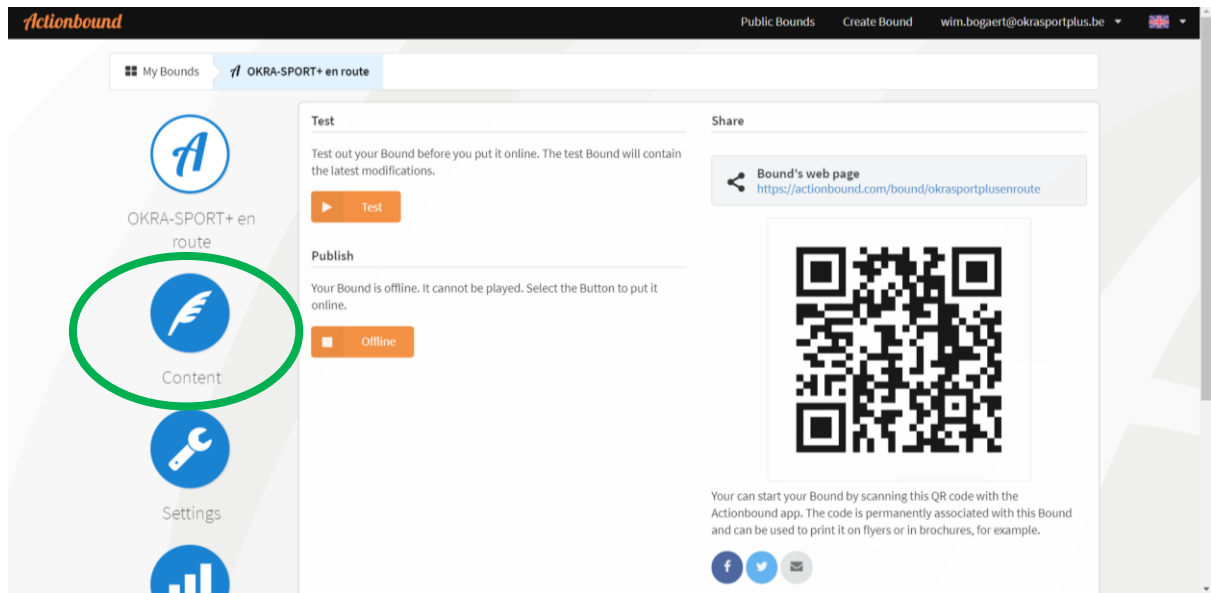 Actionbound
Public Bounds
Create Bound
wim.bogaert@okrasportplus.be
My Bounds
OKRA-SPORT+ en route
OKRA-SPORT+ en
route
Content
Settings
Test
Test out your Bound before you put it online. The test Bound will contain
the latest modifications.
Test
Publish
Your Bound is offline. It cannot be played. Select the Button to put it
online.
Offline
Share
Bound's web page
https://actionbound.com/bound/okrasportplusenroute
Your can start your Bound by scanning this QR code with the
Actionbound app. The code is permanently associated with this Bound
and can be used to print it on flyers or in brochures, for example.